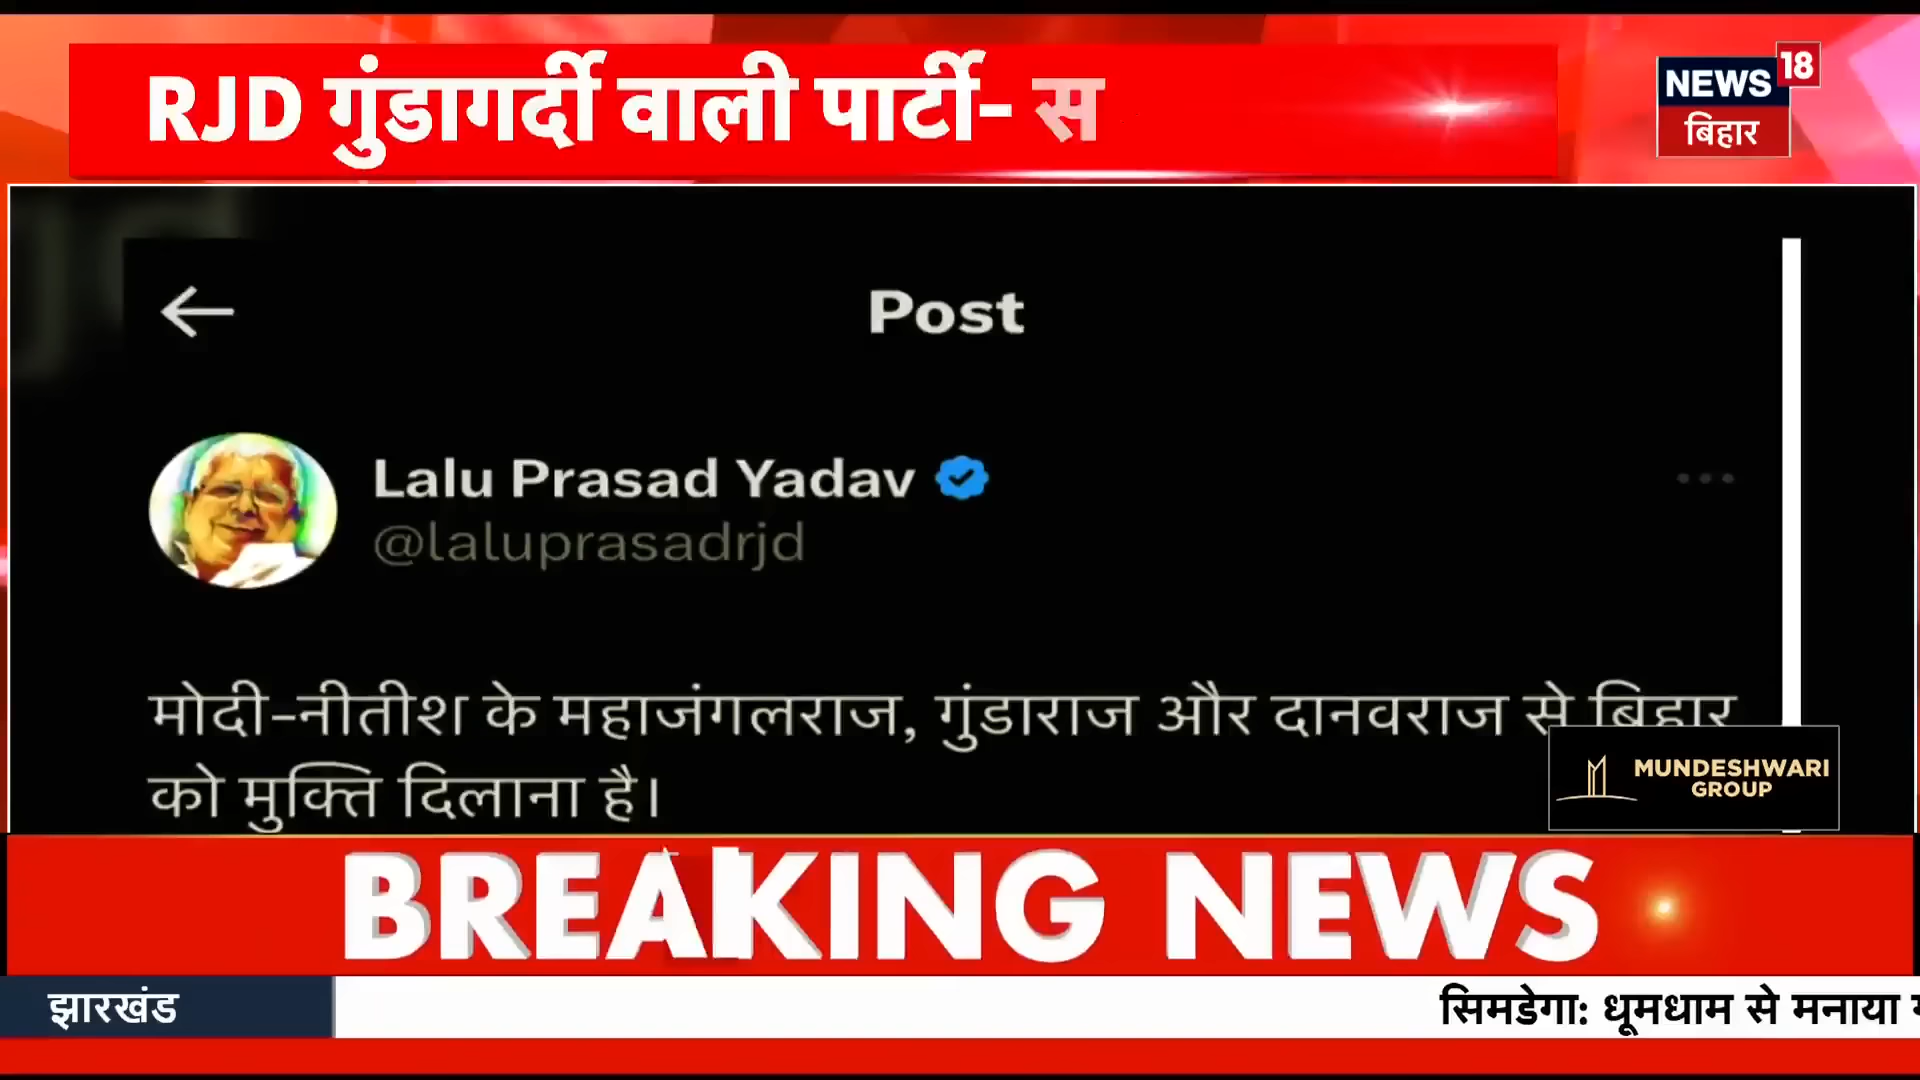 RJD गुंडागर्दी वाली पार्टी- स
NEWS 18
बिहार
Post
Lalu Prasad Yadav
@laluprasadrjd
मोदी-नीतीश के महाजंगलराज, गुंडाराज और दानवराज से बिहार
को मुक्ति दिलाना है।
MUNDESHWARI
GROUP
BREAKING NEWS
झारखंड
सिमडेगा: धूमधाम से मनाया